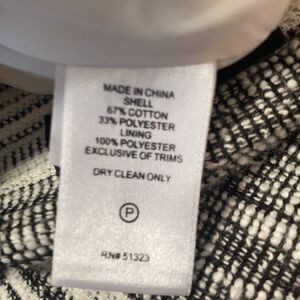 MADE IN CHINA
SHELL
67% COTTON
33% POLYESTER
LINING
100% POLYESTER
EXCLUSIVE OF TRIMS
DRY CLEAN ONLY
P
RN# 51323